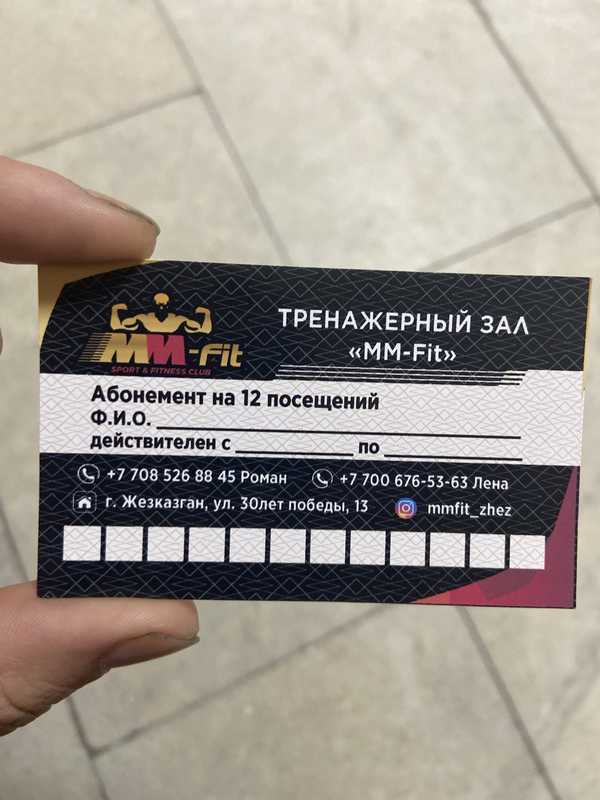 MM-Fit
SPORT & FITNESS CLUB
ТРЕНАЖЕРНЫЙ ЗАЛ
«MM-Fit»
Абонемент на 12 посещений
Ф.И.О.
действителен с по
+7 708 526 88 45 Роман +7 700 676-53-63 Лена
г. Жезказган, ул. 30лет победы, 13 mmfit_zhez